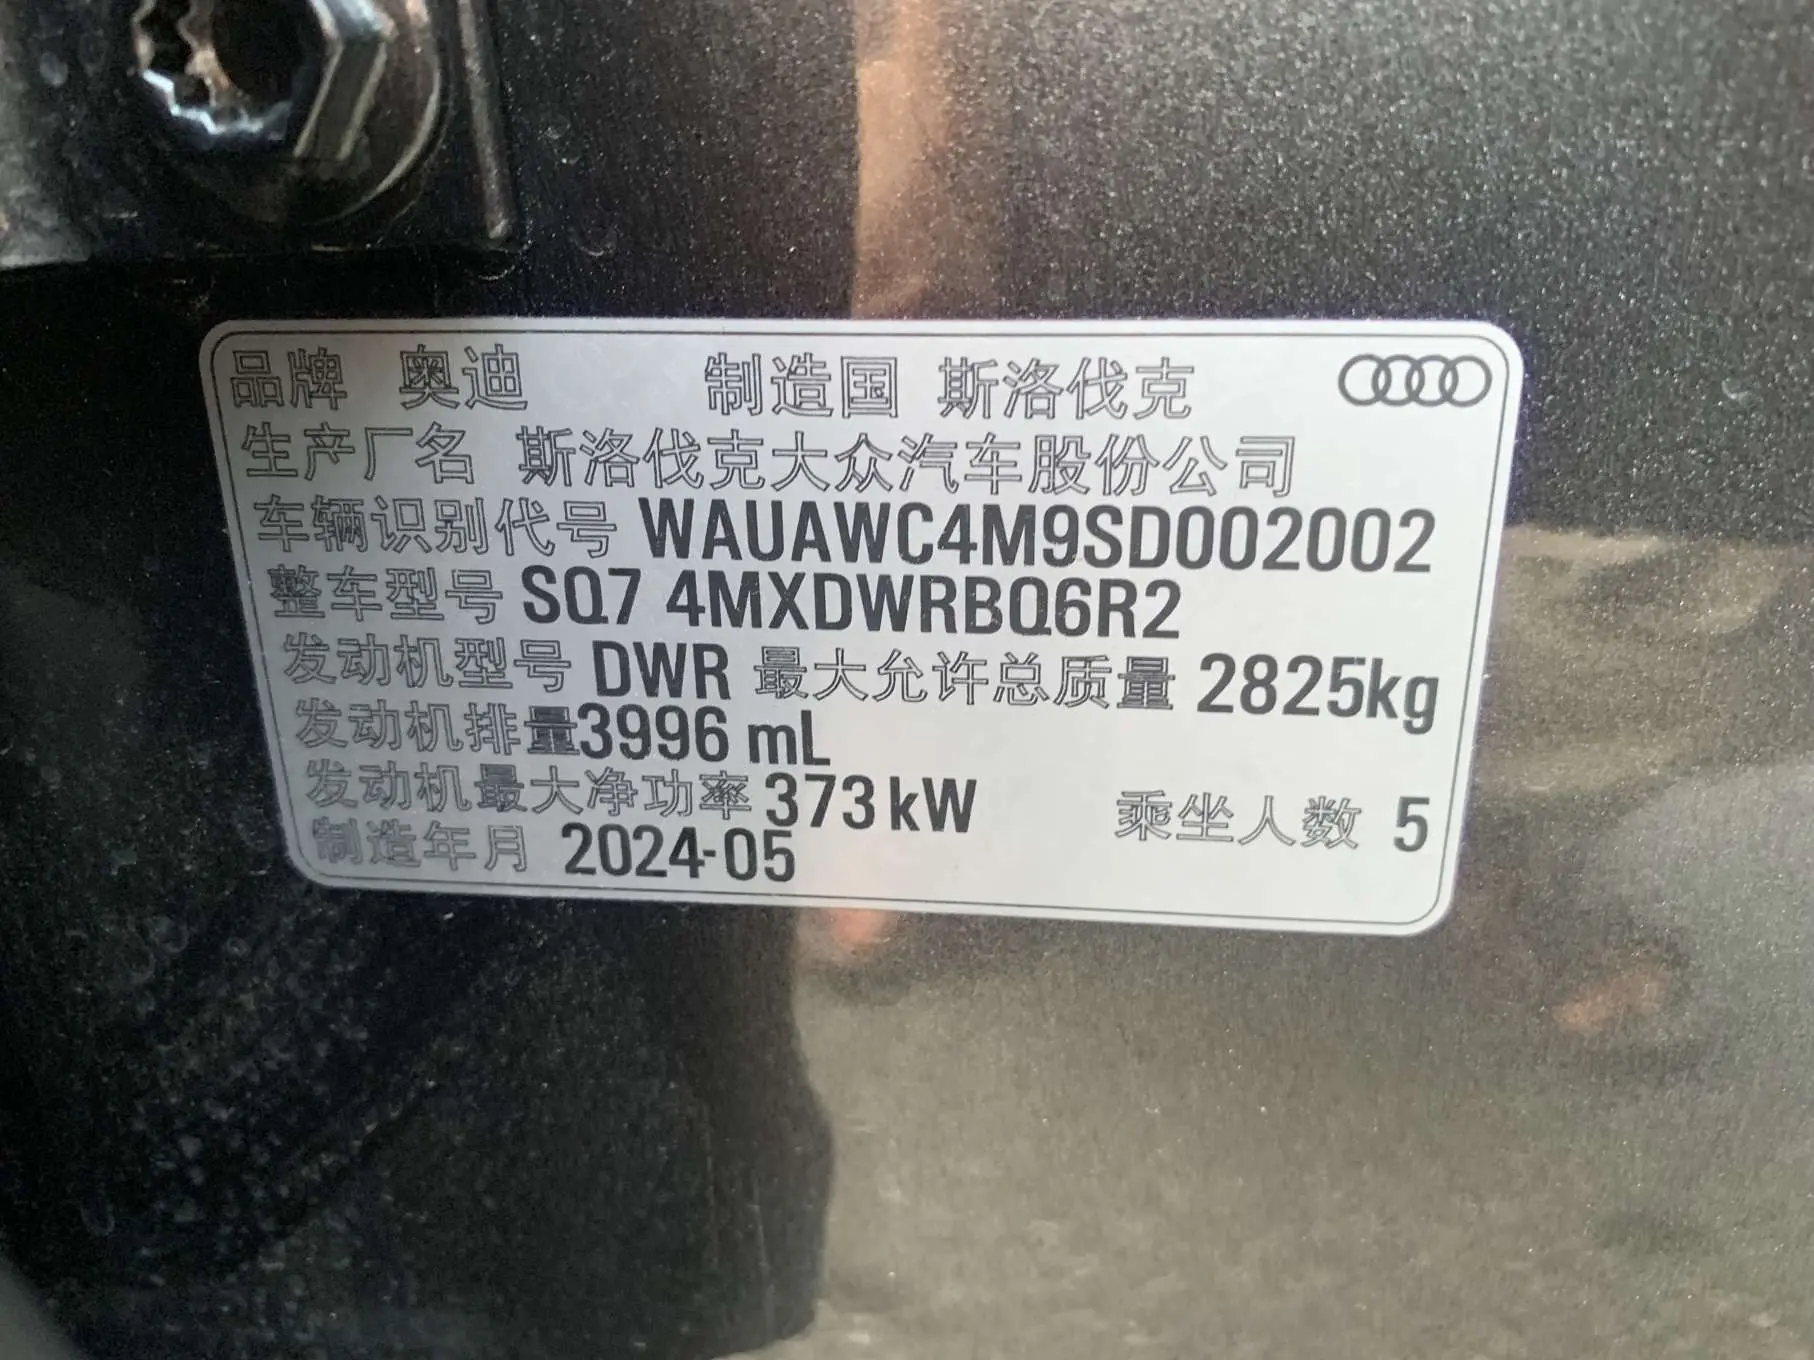 品牌 奥迪 制造国 斯洛伐克
生产厂名 斯洛伐克大众汽车股份公司
车辆识别代号 WAUAWC4M9SD002002
整车型号 SQ7 4MXDWRBQ6R2
发动机型号 DWR 最大允许总质量 2825kg
发动机排量3996 mL
发动机最大净功率 373 kW 乘坐人数 5
制造年月 2024-05